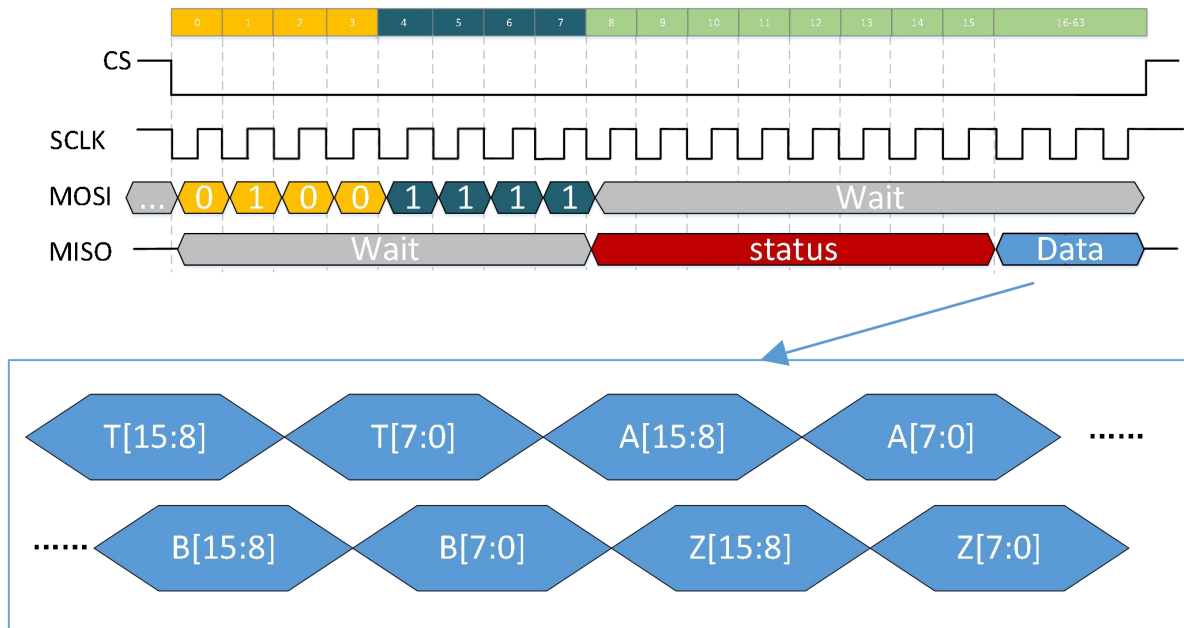 0 1 2 3 4 5 6 7 8 9 10 11 12 13 14 15 16-63
CS
SCLK
MOSI ... 0 1 0 0 1 1 1 1 Wait
MISO Wait status Data
T[15:8] T[7:0] A[15:8] A[7:0] ......
...... B[15:8] B[7:0] Z[15:8] Z[7:0]